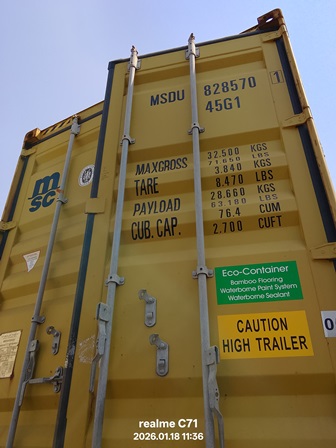 MSDU 828570 1
45G1
MAXGROSS 32.500 KGS
71.650 LBS
TARE 3.840 KGS
8.470 LBS
PAYLOAD 28.660 KGS
63.180 LBS
CUB. CAP. 76.4 CUM
2.700 CUFT
msc
Eco-Container
Bamboo Flooring
Waterborne Paint System
Waterborne Sealant
CAUTION
HIGH TRAILER
realme C71
2026.01.18 11:36